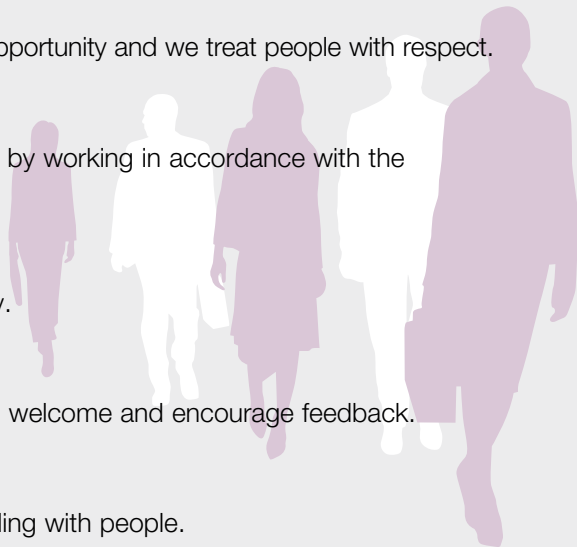 pportunity and we treat people with respect.
by working in accordance with the
y.
welcome and encourage feedback.
ling with people.